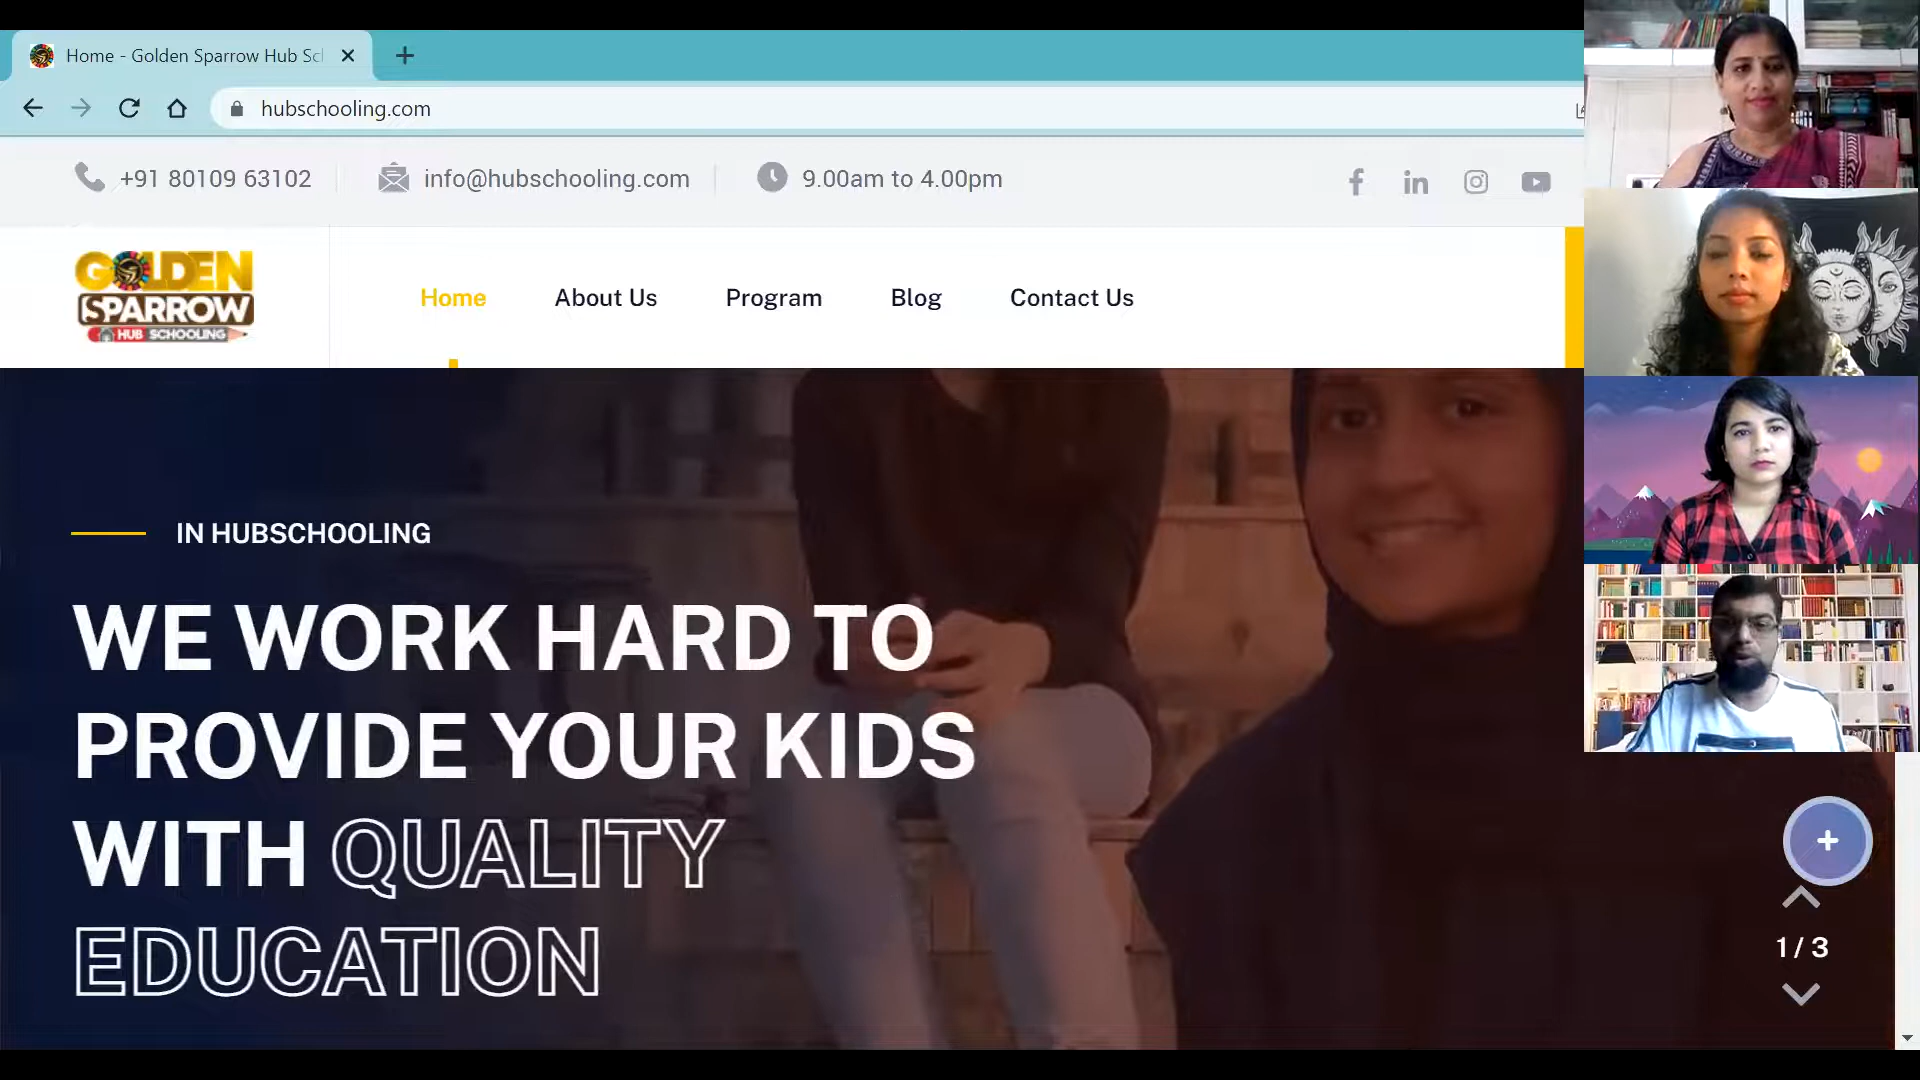 Home - Golden Sparrow Hub Sc
hubschooling.com
+91 80109 63102
info@hubschooling.com
9.00am to 4.00pm
GOLDEN
SPARROW
HUB SCHOOLING
Home
About Us
Program
Blog
Contact Us
IN HUBSCHOOLING
WE WORK HARD TO
PROVIDE YOUR KIDS
WITH QUALITY
EDUCATION
1 / 3